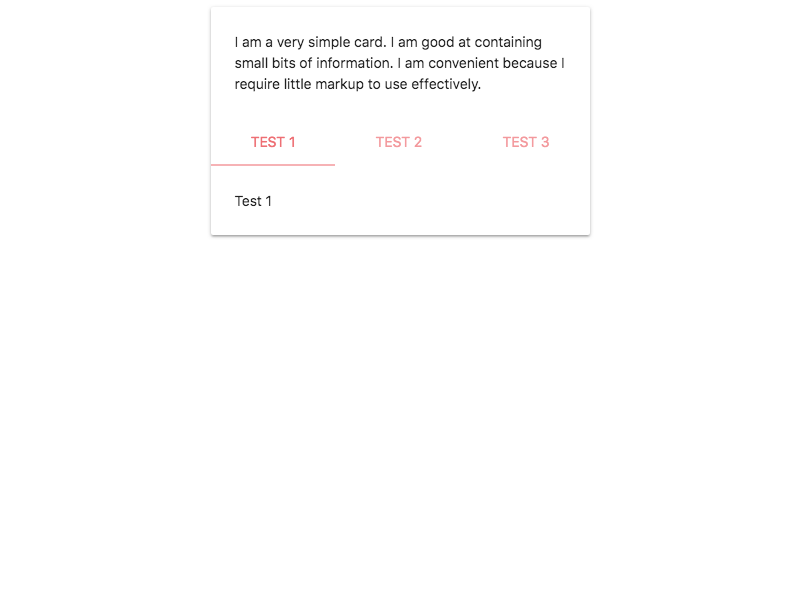 I am a very simple card. I am good at containing
small bits of information. I am convenient because I
require little markup to use effectively.
TEST 1 TEST 2 TEST 3
Test 1